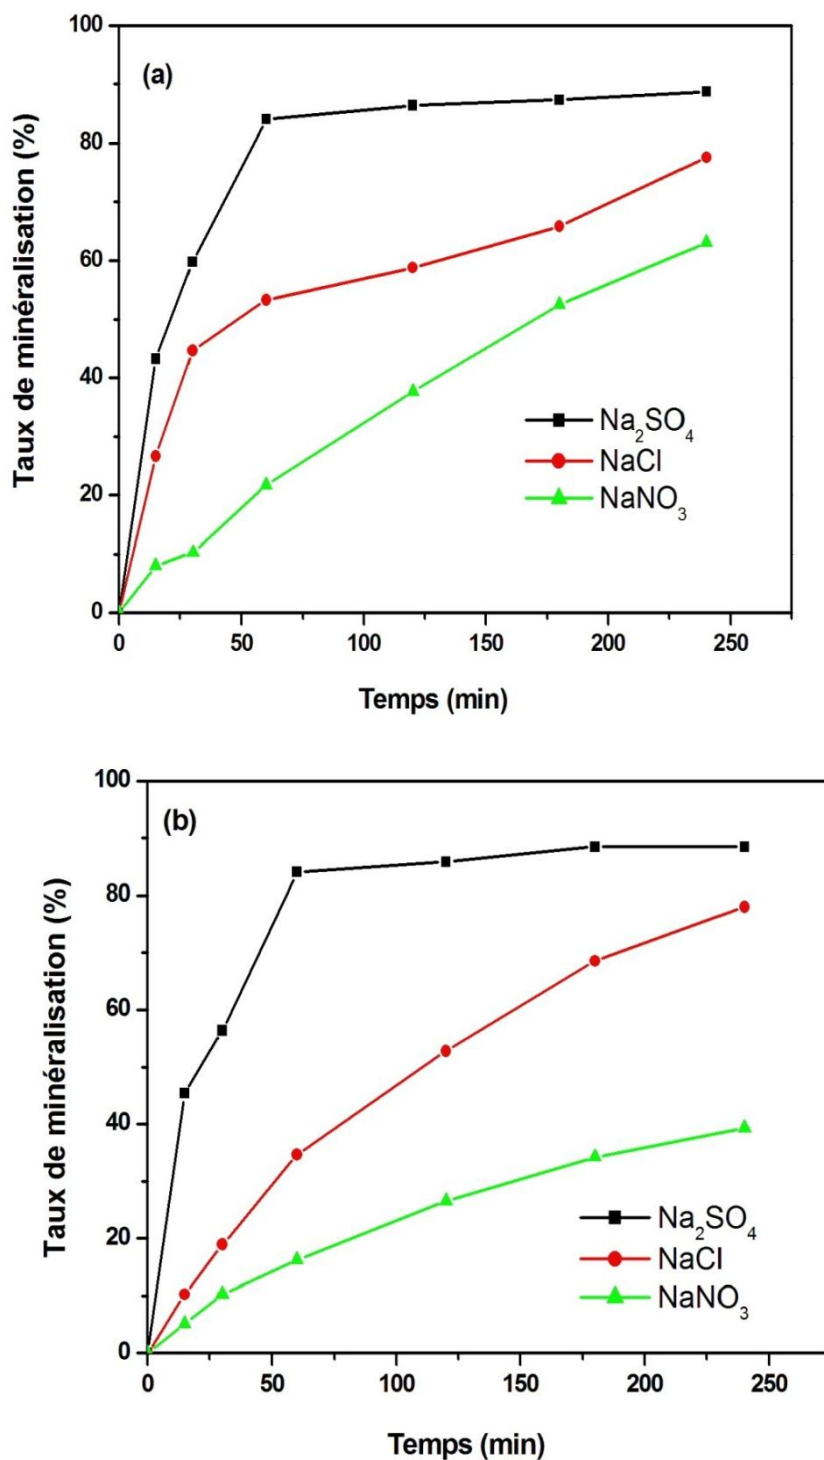 (a)
Taux de minéralisation (%)
100
80
60
40
20
0
Na₂SO₄
NaCl
NaNO₃
0 50 100 150 200 250
Temps (min)
(b)
Taux de minéralisation (%)
100
80
60
40
20
0
Na₂SO₄
NaCl
NaNO₃
0 50 100 150 200 250
Temps (min)